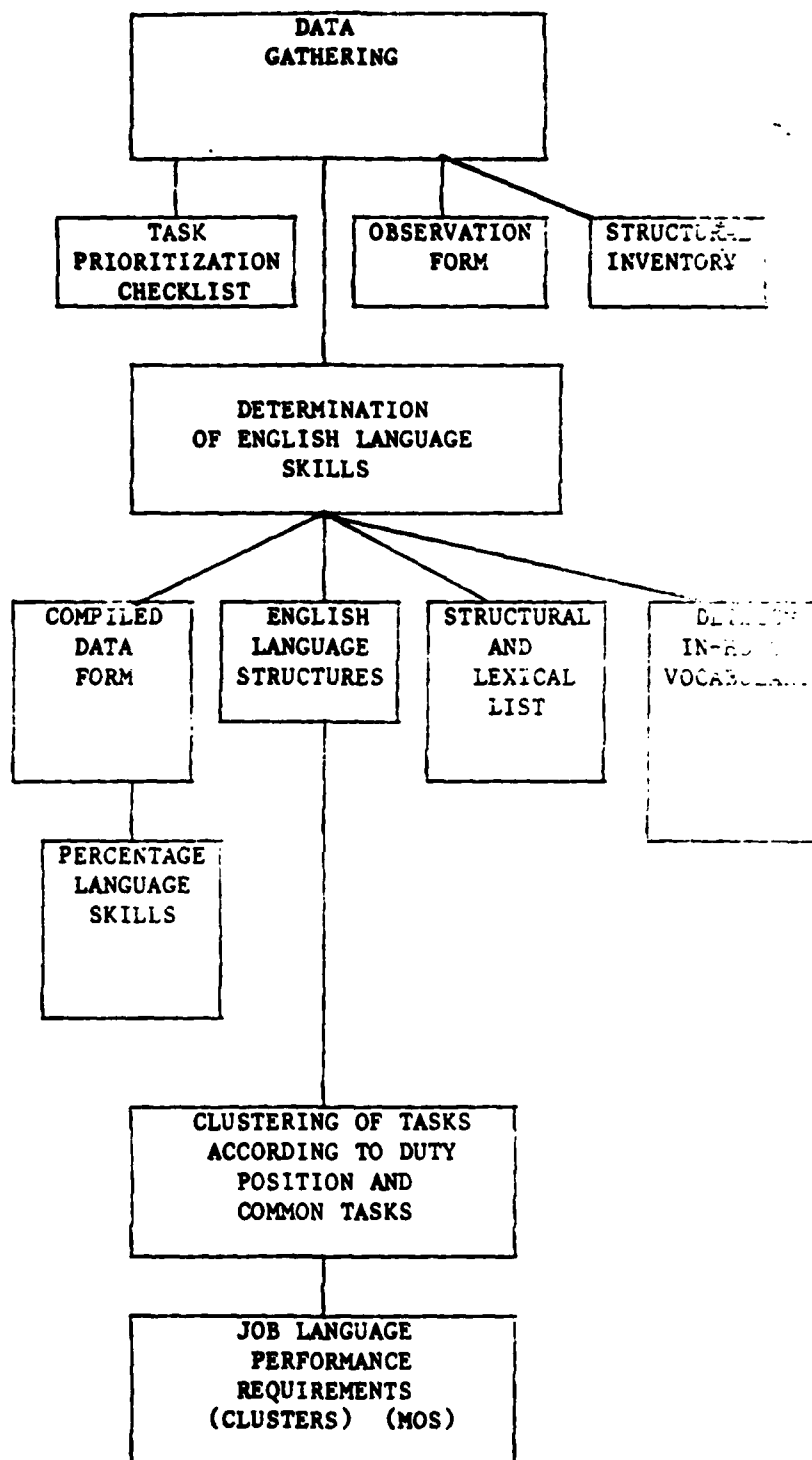 DATA
GATHERING
TASK
PRIORITIZATION
CHECKLIST
OBSERVATION
FORM
STRUCTURAL
INVENTORY
DETERMINATION
OF ENGLISH LANGUAGE
SKILLS
COMPILED
DATA
FORM
ENGLISH
LANGUAGE
STRUCTURES
STRUCTURAL
AND
LEXICAL
LIST
VOCABULARY
PERCENTAGE
LANGUAGE
SKILLS
CLUSTERING OF TASKS
ACCORDING TO DUTY
POSITION AND
COMMON TASKS
JOB LANGUAGE
PERFORMANCE
REQUIREMENTS
(CLUSTERS) (MOS)